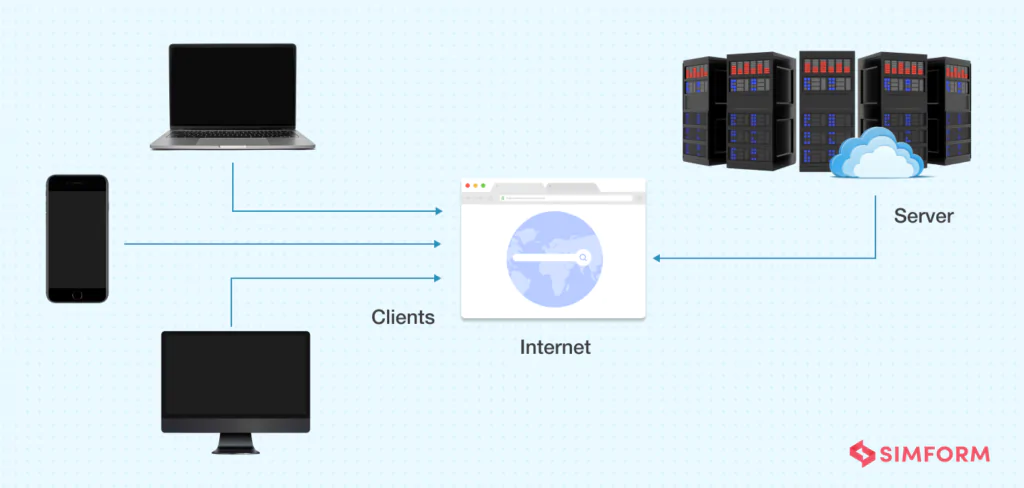 Server
Clients
Internet
SIMFORM